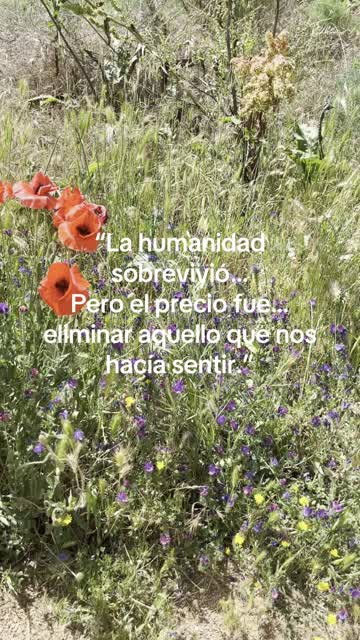 “La humanidad
sobrevivió...
Pero el precio fue...
eliminar aquello que nos
hacía sentir.”